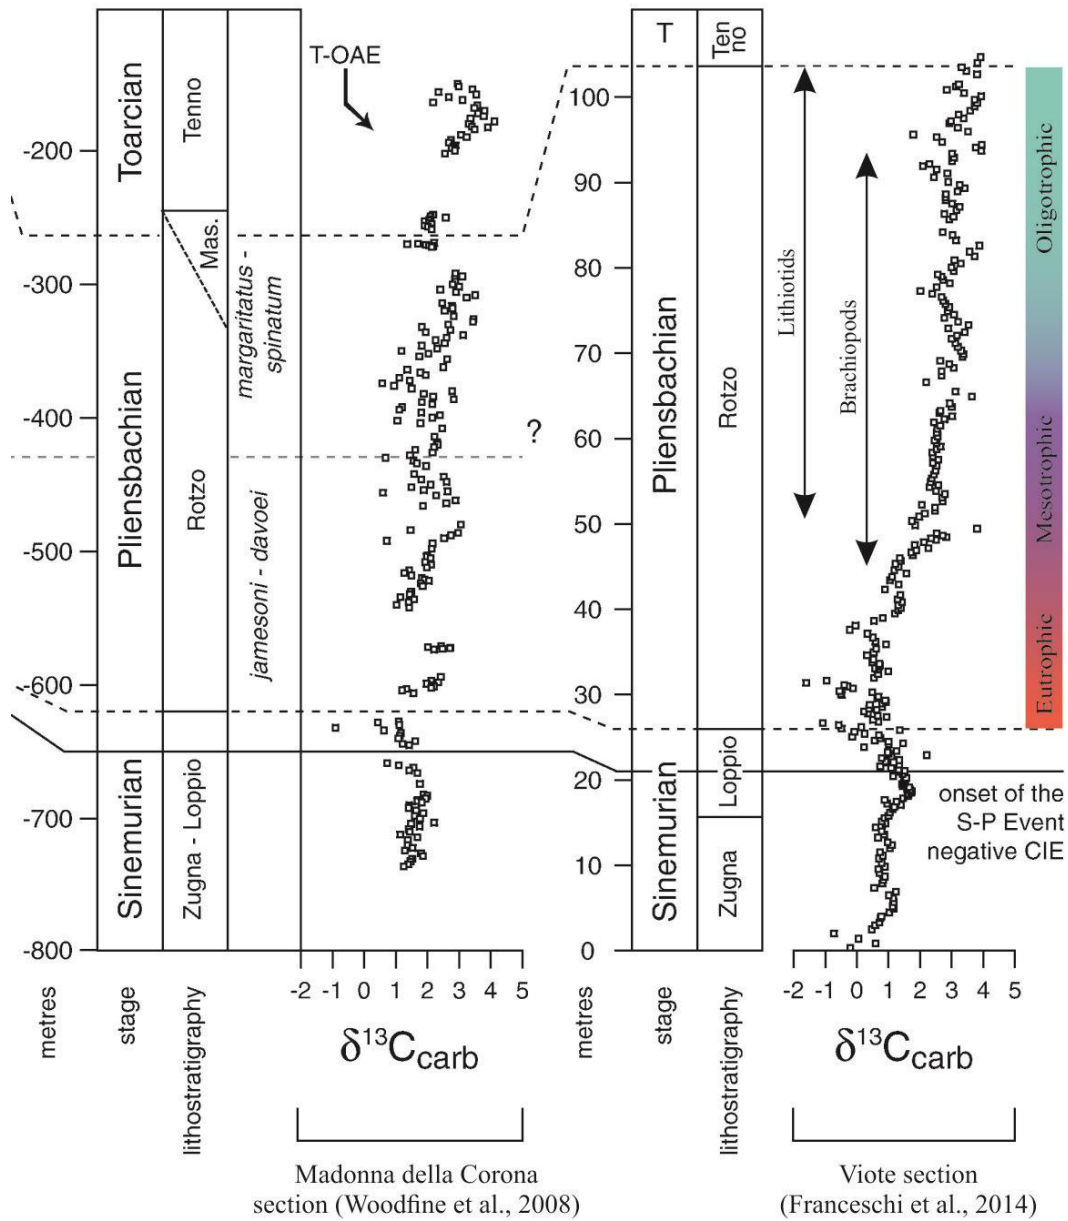 T-OAE
Toarcian
Tenno
Mas.
Pliensbachian
Rotzo
margaritatus -
spinatum
jamesoni - davoei
Sinemurian
Zugna - Loppio
-200
-300
-400
-500
-600
-700
-800
-2 -1 0 1 2 3 4 5
metres
stage
lithostratigraphy
δ13Ccarb
Madonna della Corona
section (Woodfine et al., 2008)
?
T
Ten
no
Pliensbachian
Rotzo
Sinemurian
Loppio
Zugna
100
90
80
70
60
50
40
30
20
10
0
Lithiotids
Brachiopods
Oligotrophic
Mesotrophic
Eutrophic
onset of the
S-P Event
negative CIE
-2 -1 0 1 2 3 4 5
metres
stage
lithostratigraphy
δ13Ccarb
Viote section
(Franceschi et al., 2014)